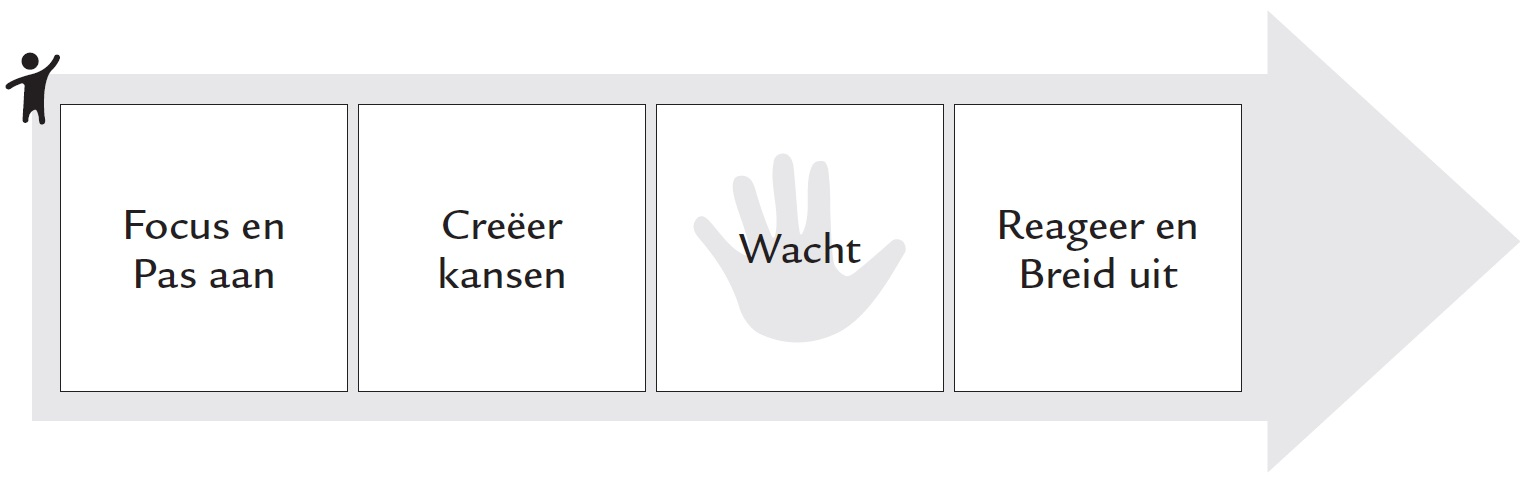 Focus en
Pas aan
Creëer
kansen
Wacht
Reageer en
Breid uit